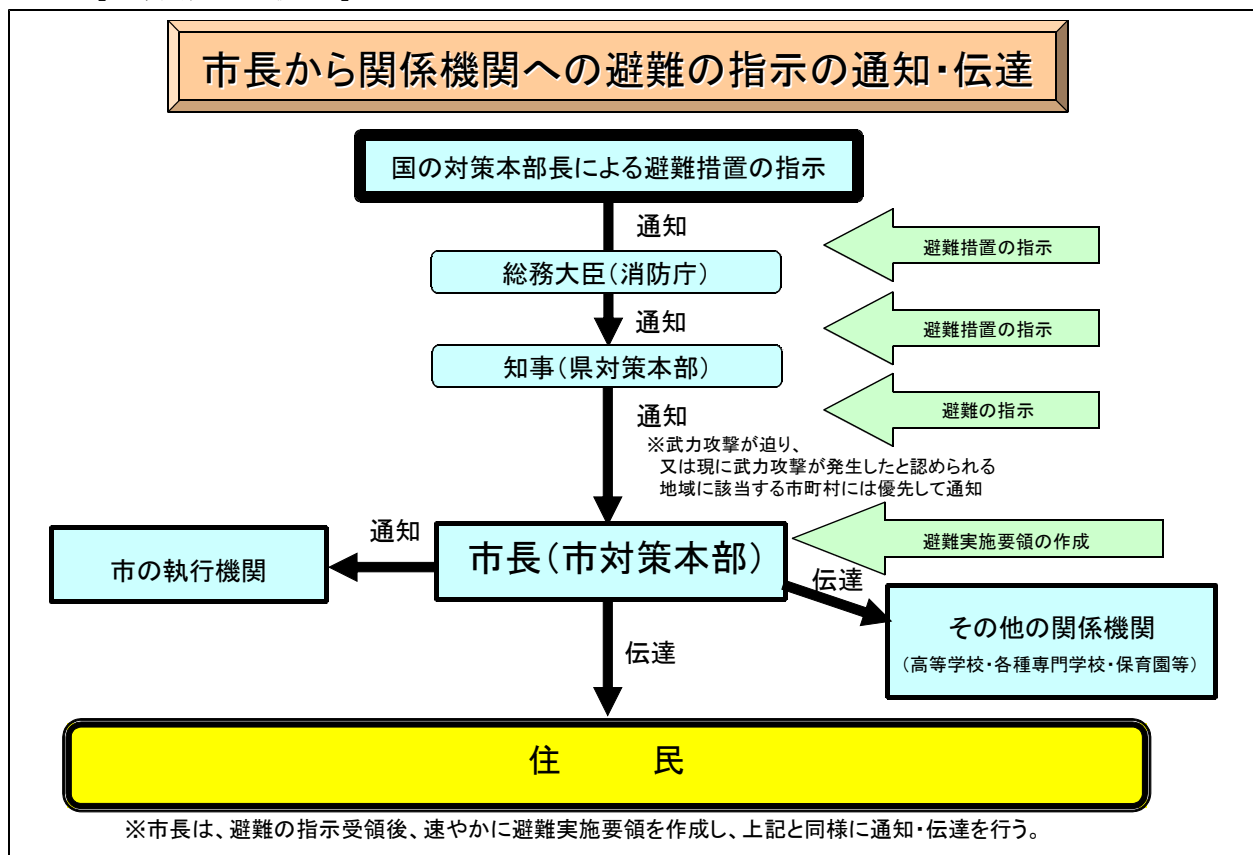 市長から関係機関への避難の指示の通知・伝達
国の対策本部長による避難措置の指示
通知
避難措置の指示
総務大臣（消防庁）
通知
避難措置の指示
知事（県対策本部）
通知
避難の指示
※武力攻撃が迫り、
又は現に武力攻撃が発生したと認められる
地域に該当する市町村には優先して通知
通知
市長（市対策本部）
避難実施要領の作成
市の執行機関
伝達
その他の関係機関
（高等学校・各種専門学校・保育園等）
伝達
住　　民
※市長は、避難の指示受領後、速やかに避難実施要領を作成し、上記と同様に通知・伝達を行う。